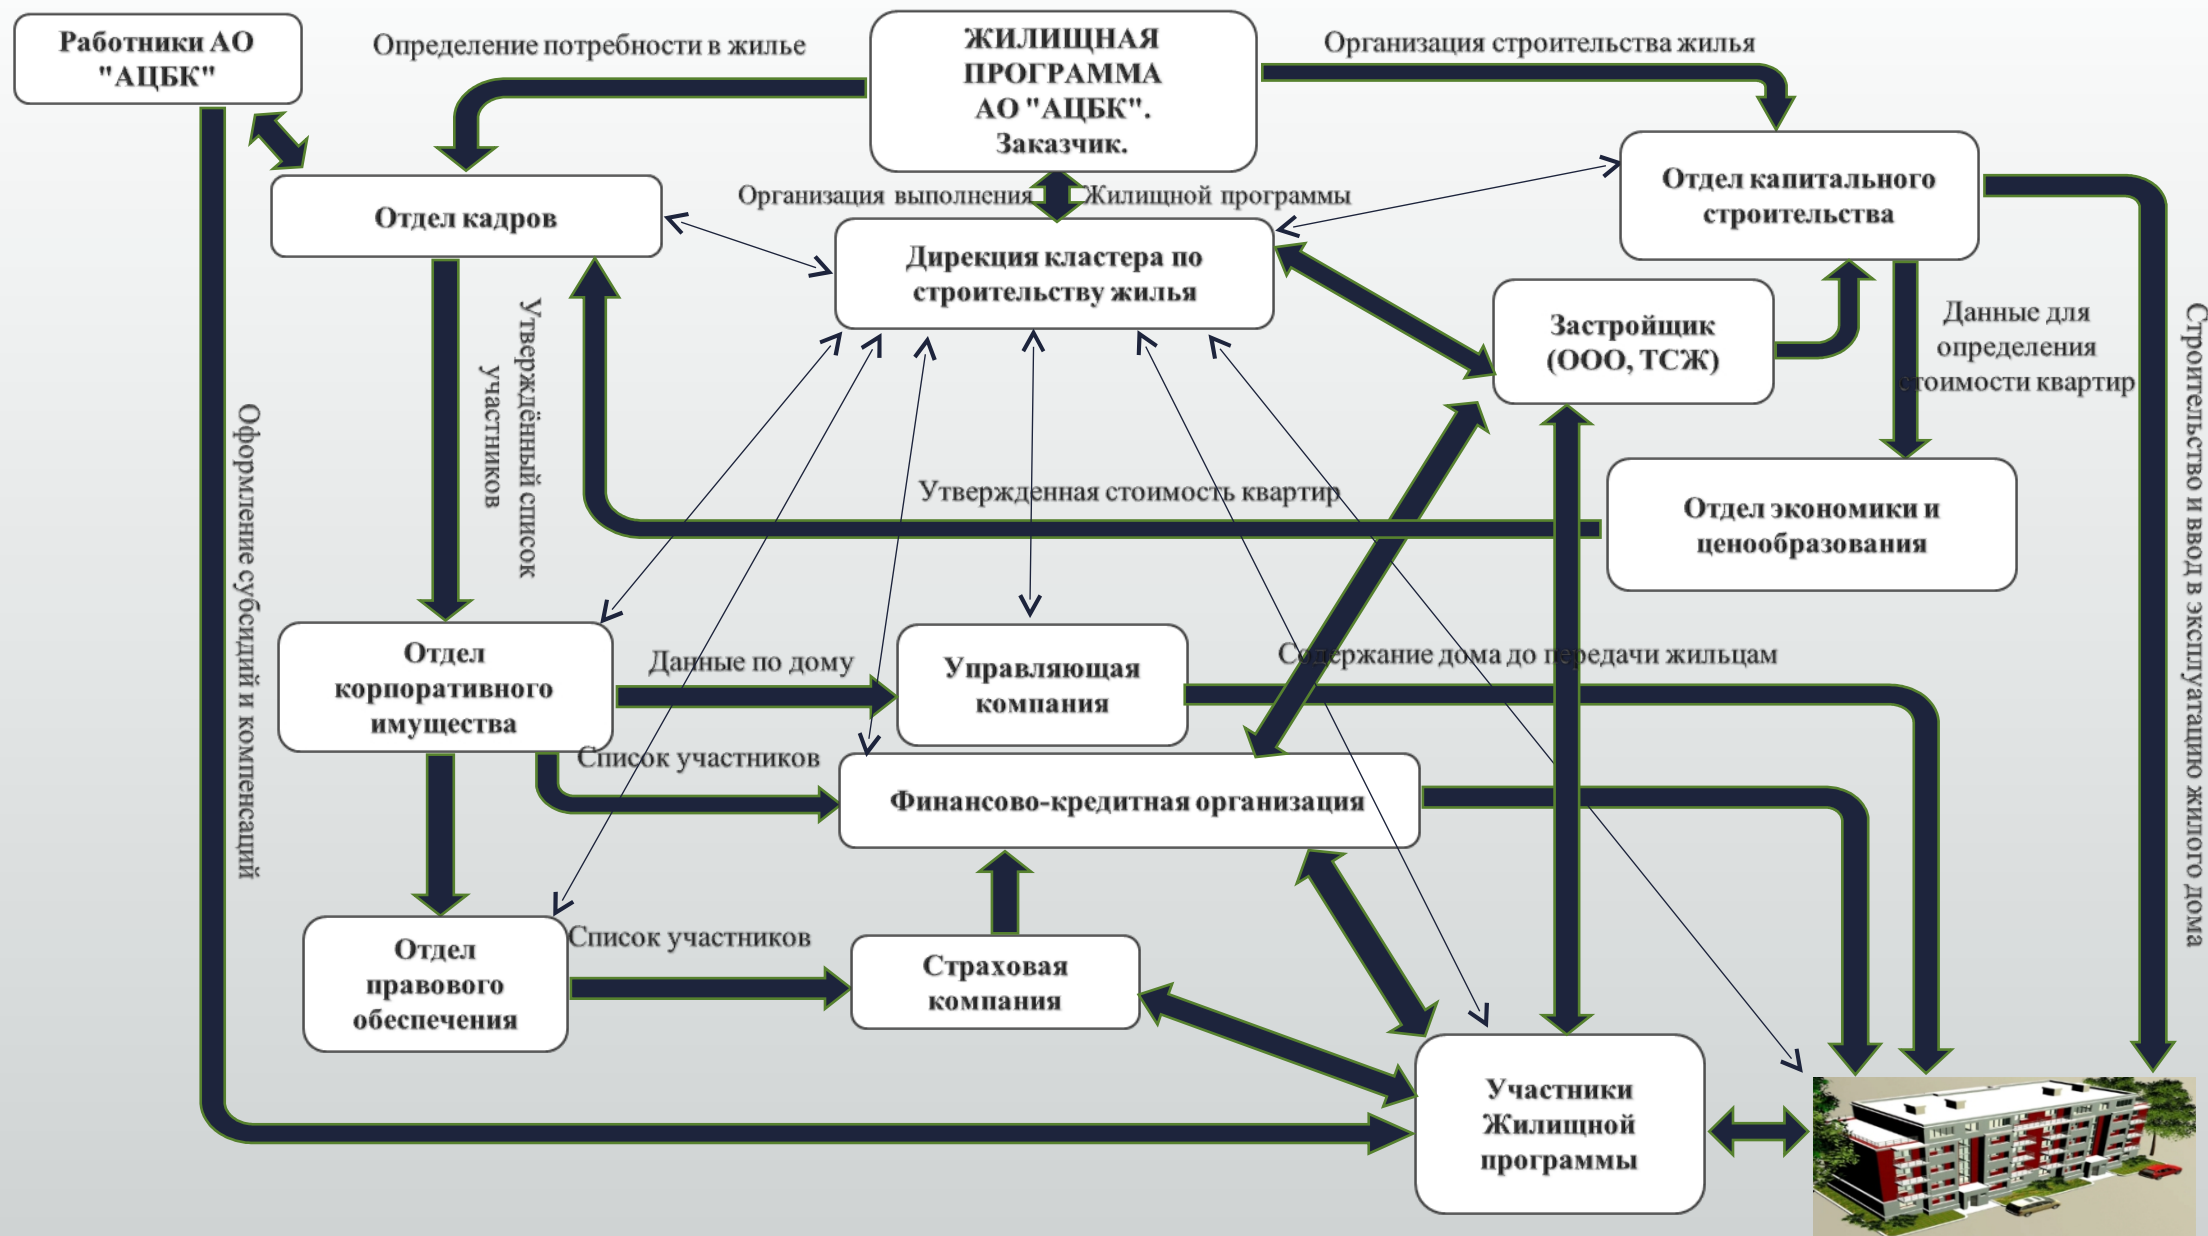 Работники АО
"АЦБК"
Определение потребности в жилье
ЖИЛИЩНАЯ
ПРОГРАММА
АО "АЦБК".
Заказчик.
Организация строительства жилья
Отдел кадров
Организация выполнения
Жилищной программы
Отдел капитального
строительства
Дирекция кластера по
строительству жилья
Застройщик
(ООО, ТСЖ)
Данные для
определения
стоимости квартир
Утверждённый список
участников
Оформление субсидий и компенсаций
Строительство и ввод в эксплуатацию жилого дома
Утвержденная стоимость квартир
Отдел экономики и
ценообразования
Отдел
корпоративного
имущества
Данные по дому
Управляющая
компания
Содержание дома до передачи жильцам
Список участников
Финансово-кредитная организация
Отдел
правового
обеспечения
Список участников
Страховая
компания
Участники
Жилищной
программы